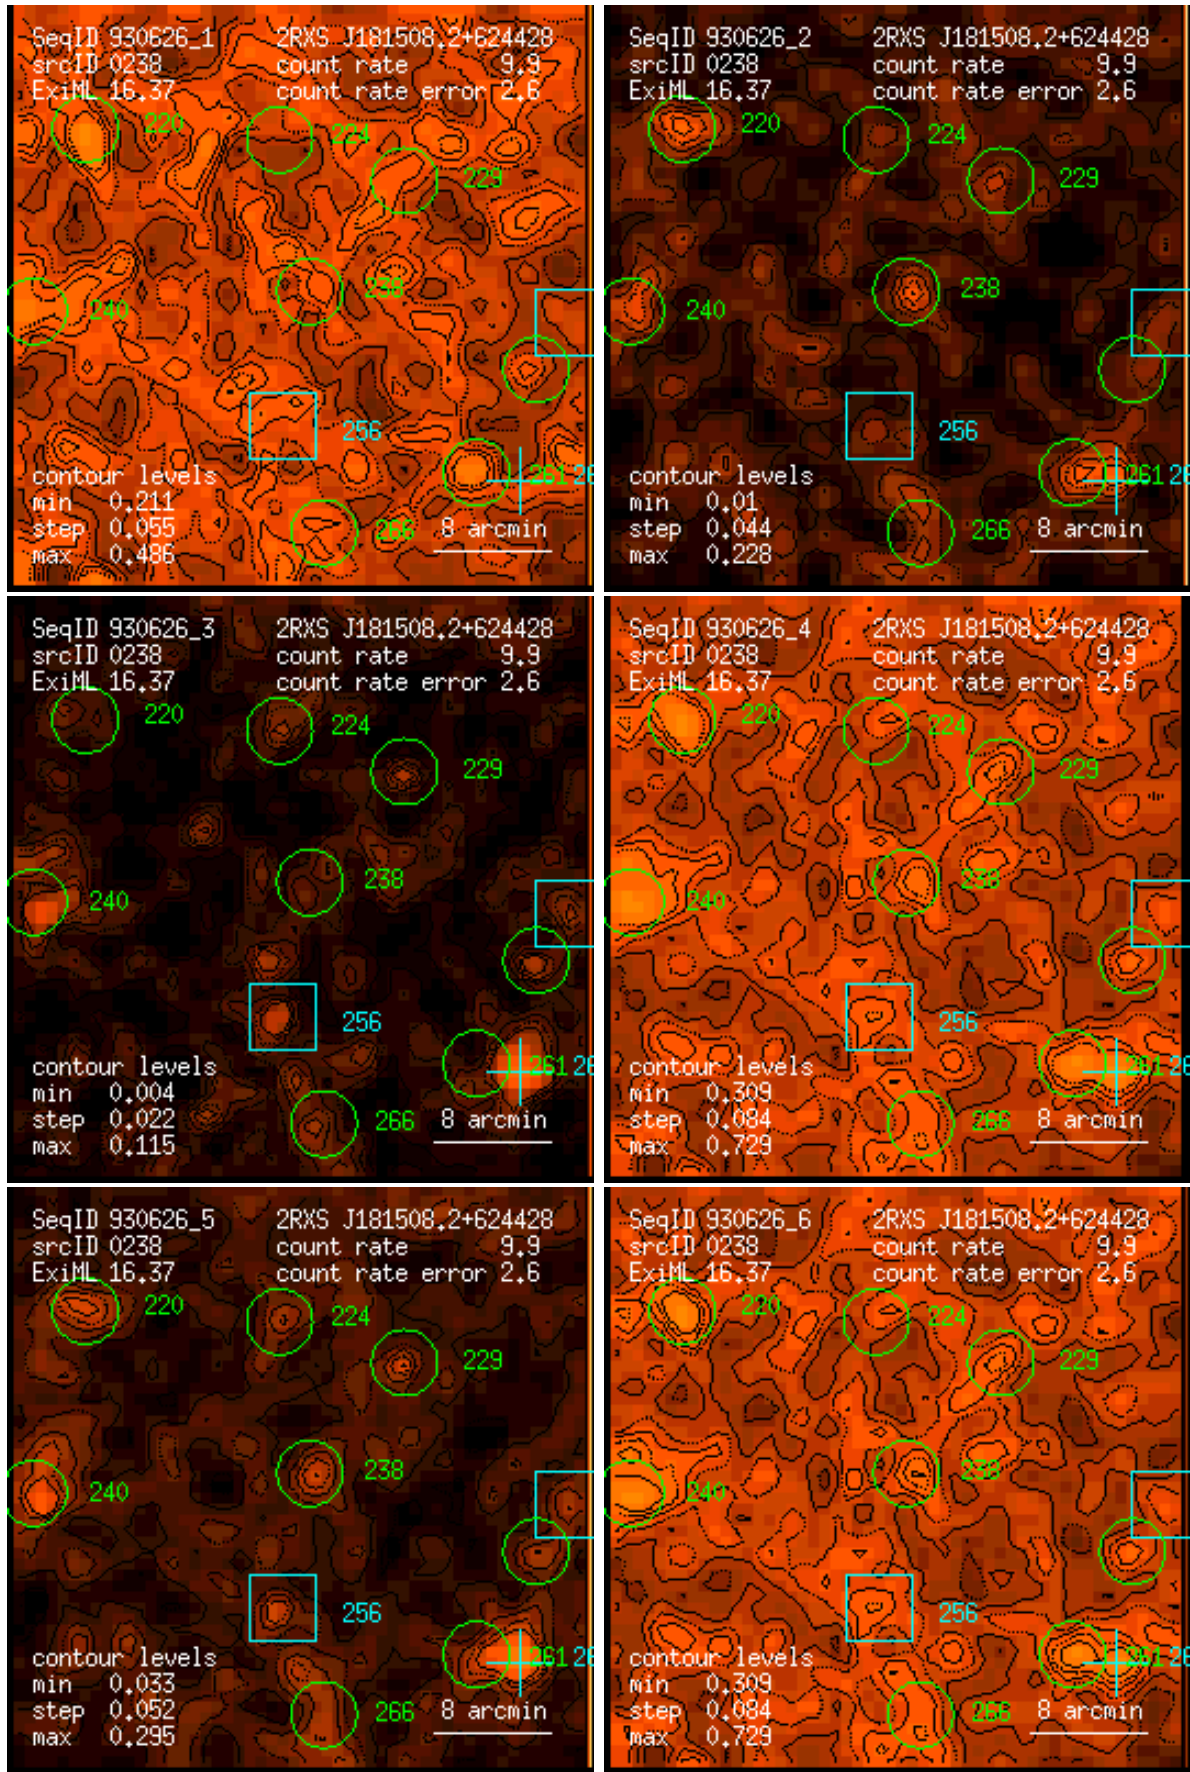 SeqID 930626_1 2RXS J181508.2+624428
srcID 0238 count rate 9.9
ExiML 16.37 count rate error 2.6
220 224
229
238
240
256
contour levels
min 0.211 261 26
step 0.055 266 8 arcmin
max 0.486
SeqID 930626_2 2RXS J181508.2+624428
srcID 0238 count rate 9.9
ExiML 16.37 count rate error 2.6
220 224
229
238
240
256
contour levels
min 0.01 261 26
step 0.044 266 8 arcmin
max 0.228
SeqID 930626_3 2RXS J181508.2+624428
srcID 0238 count rate 9.9
ExiML 16.37 count rate error 2.6
220 224
229
238
240
256
contour levels
min 0.004 261 26
step 0.022 266 8 arcmin
max 0.115
SeqID 930626_4 2RXS J181508.2+624428
srcID 0238 count rate 9.9
ExiML 16.37 count rate error 2.6
220 224
229
238
240
256
contour levels
min 0.309 261 26
step 0.084 266 8 arcmin
max 0.729
SeqID 930626_5 2RXS J181508.2+624428
srcID 0238 count rate 9.9
ExiML 16.37 count rate error 2.6
220 224
229
238
240
256
contour levels
min 0.033 261 26
step 0.052 266 8 arcmin
max 0.295
SeqID 930626_6 2RXS J181508.2+624428
srcID 0238 count rate 9.9
ExiML 16.37 count rate error 2.6
220 224
229
238
240
256
contour levels
min 0.309 261 26
step 0.084 266 8 arcmin
max 0.729